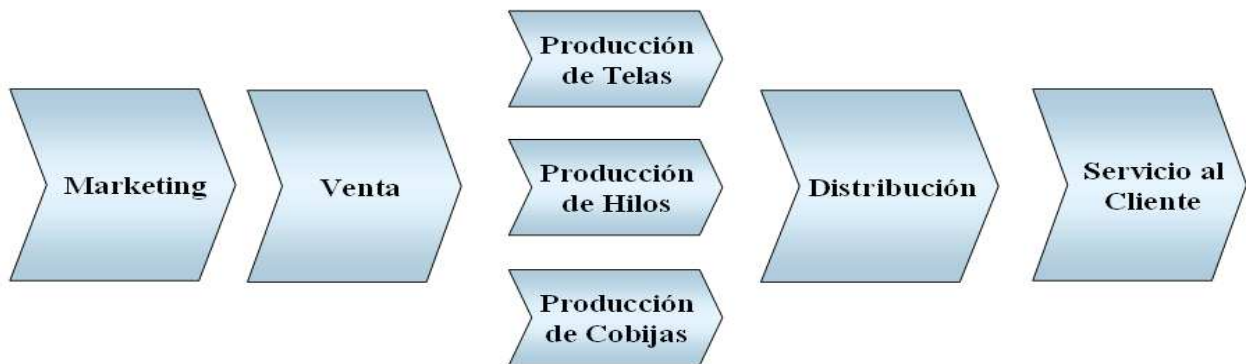 Marketing
Venta
Producción
de Telas
Producción
de Hilos
Producción
de Cobijas
Distribución
Servicio al
Cliente